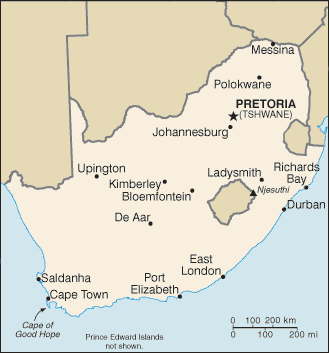 Messina
Polokwane
PRETORIA
(TSHWANE)
Johannesburg
Upington
Kimberley
Bloemfontein
Ladysmith
Richards
Bay
Njesuthi
De Aar
Durban
East
London
Saldanha
Cape Town
Port
Elizabeth
Cape of
Good Hope
Prince Edward Islands
not shown.
0 100 200 km
0 100 200 mi